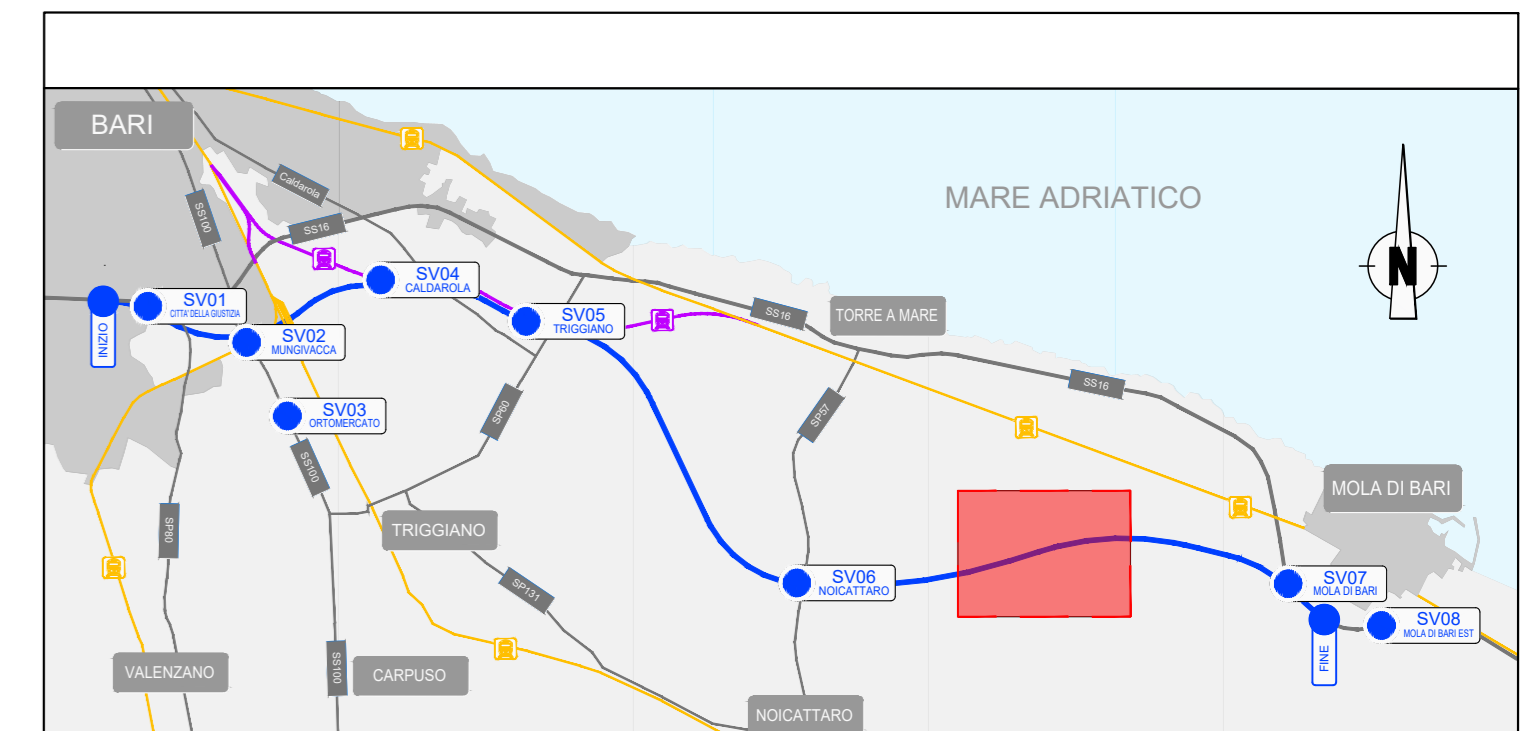 BARI
MARE ADRIATICO
N
Caldarola
SS100
SS16
SV04
CALDAROLA
SV01
CITTA' DELLA GIUSTIZIA
INIZIO
SV02
MUNGIVACCA
SV05
TRIGGIANO
SS16
TORRE A MARE
SS16
SV03
ORTOMERCATO
SP60
SP57
SS100
MOLA DI BARI
SP80
TRIGGIANO
SP131
SV06
NOICATTARO
SV07
MOLA DI BARI
SV08
MOLA DI BARI EST
FINE
VALENZANO
SS100
CARPUSO
NOICATTARO